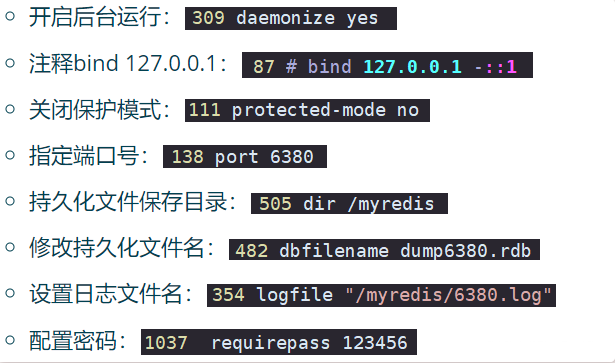 开启后台运行：309 daemonize yes
注释bind 127.0.0.1：87 # bind 127.0.0.1 -::1
关闭保护模式：111 protected-mode no
指定端口号：138 port 6380
持久化文件保存目录：505 dir /myredis
修改持久化文件名：482 dbfilename dump6380.rdb
设置日志文件名：354 logfile "/myredis/6380.log"
配置密码：1037 requirepass 123456